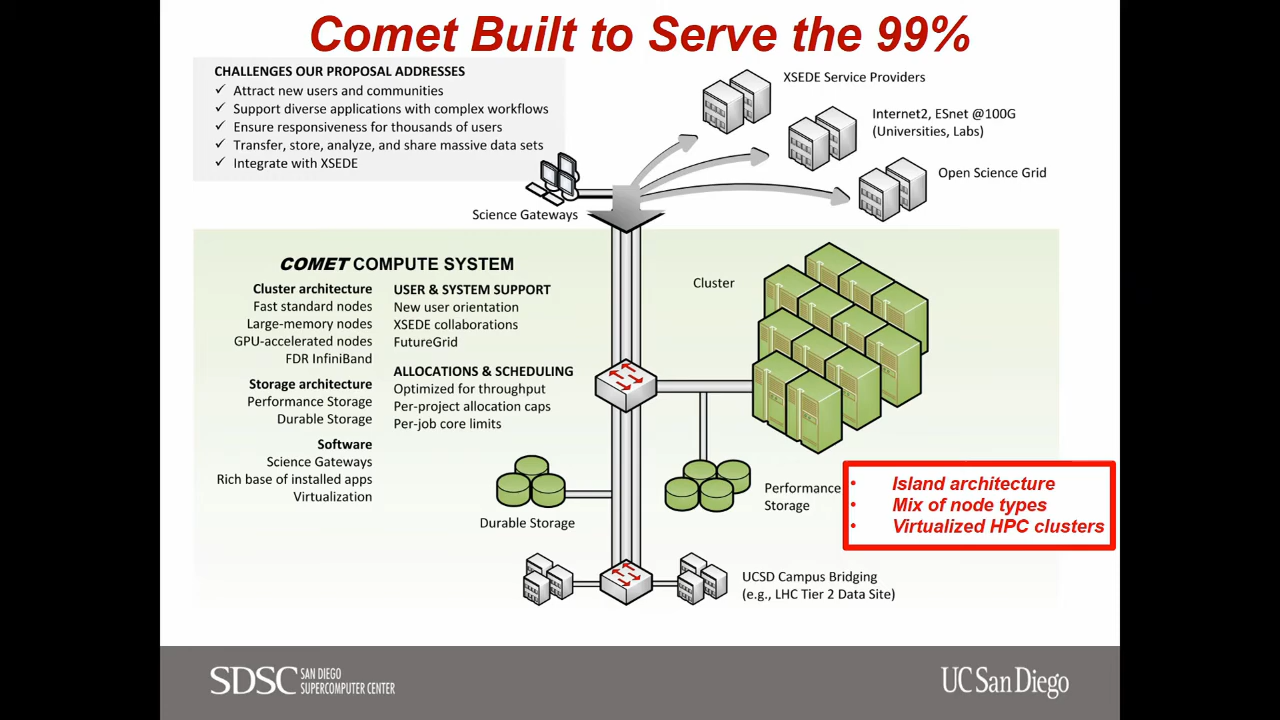 Comet Built to Serve the 99%
CHALLENGES OUR PROPOSAL ADDRESSES
✓ Attract new users and communities
✓ Support diverse applications with complex workflows
✓ Ensure responsiveness for thousands of users
✓ Transfer, store, analyze, and share massive data sets
✓ Integrate with XSEDE
XSEDE Service Providers
Internet2, ESnet @100G
(Universities, Labs)
Open Science Grid
Science Gateways
COMET COMPUTE SYSTEM
Cluster architecture
Fast standard nodes
Large-memory nodes
GPU-accelerated nodes
FDR InfiniBand
Storage architecture
Performance Storage
Durable Storage
Software
Science Gateways
Rich base of installed apps
Virtualization
USER & SYSTEM SUPPORT
New user orientation
XSEDE collaborations
FutureGrid
ALLOCATIONS & SCHEDULING
Optimized for throughput
Per-project allocation caps
Per-job core limits
Cluster
Durable Storage
Performance
Storage
• Island architecture
• Mix of node types
• Virtualized HPC clusters
UCSD Campus Bridging
(e.g., LHC Tier 2 Data Site)
SDSC SAN DIEGO
SUPERCOMPUTER CENTER
UC San Diego